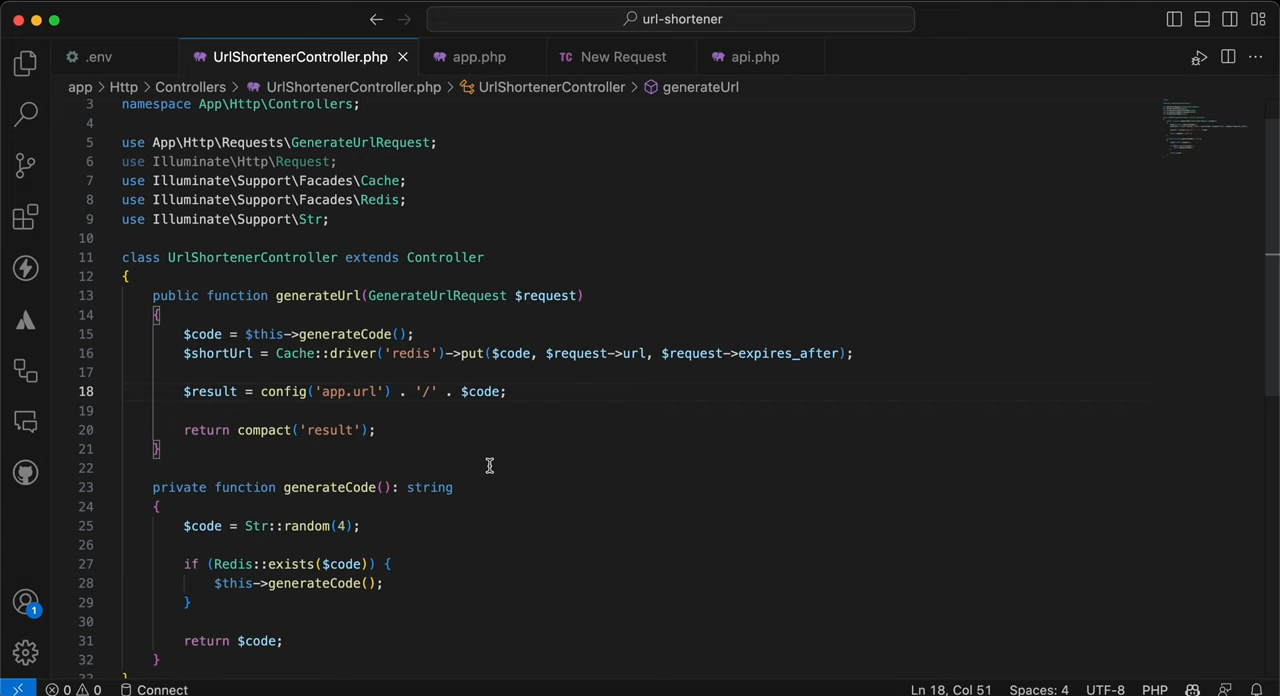 url-shortener
.env
UrlShortenerController.php
app.php
TC New Request
api.php
app > Http > Controllers > UrlShortenerController.php > UrlShortenerController > generateUrl
3 namespace App\Http\Controllers;
4
5 use App\Http\Requests\GenerateUrlRequest;
6 use Illuminate\Http\Request;
7 use Illuminate\Support\Facades\Cache;
8 use Illuminate\Support\Facades\Redis;
9 use Illuminate\Support\Str;
10
11 class UrlShortenerController extends Controller
12 {
13 public function generateUrl(GenerateUrlRequest $request)
14 {
15 $code = $this->generateCode();
16 $shortUrl = Cache::driver('redis')->put($code, $request->url, $request->expires_after);
17
18 $result = config('app.url') . '/' . $code;
19
20 return compact('result');
21 }
22
23 private function generateCode(): string
24 {
25 $code = Str::random(4);
26
27 if (Redis::exists($code)) {
28 $this->generateCode();
29 }
30
31 return $code;
32 }
33 }
1
0 0 Connect
Ln 18, Col 51 Spaces: 4 UTF-8 PHP